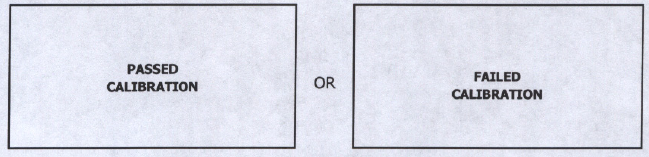 PASSED
CALIBRATION
OR
FAILED
CALIBRATION